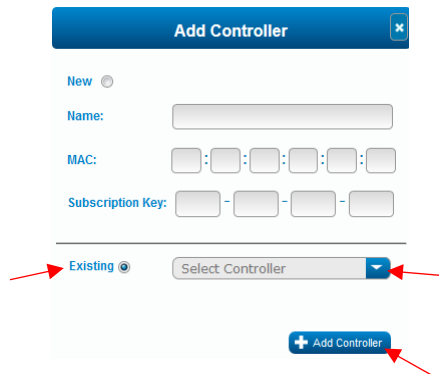 Add Controller ×
New
Name:
MAC: : : : : :
Subscription Key: - - -
Existing Select Controller
Add Controller